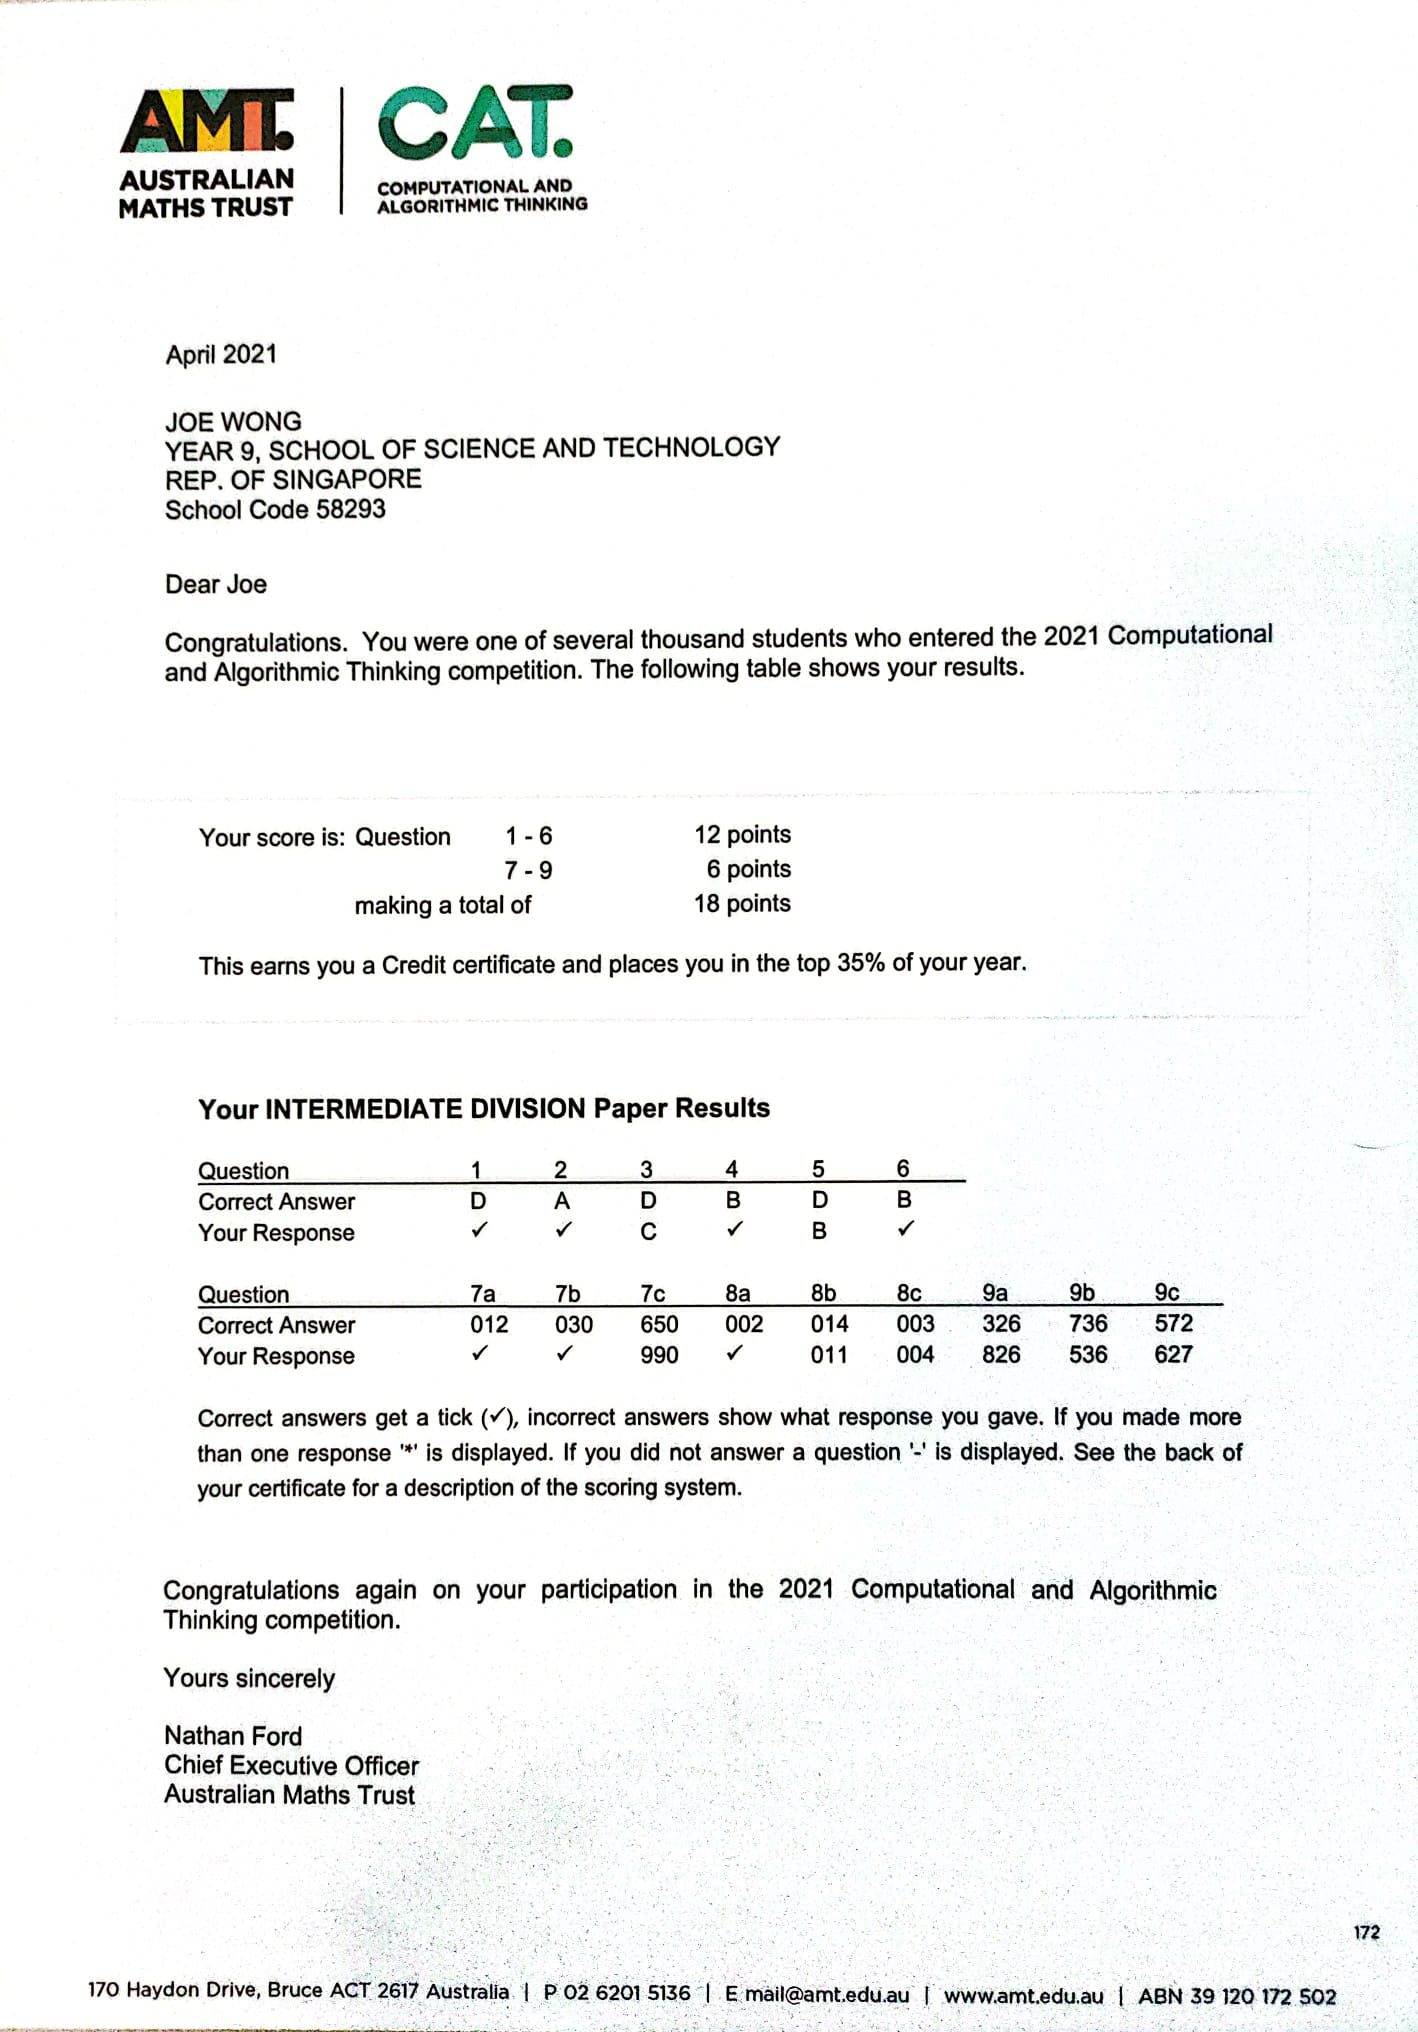 AMT.
AUSTRALIAN
MATHS TRUST
CAT.
COMPUTATIONAL AND
ALGORITHMIC THINKING
April 2021
JOE WONG
YEAR 9, SCHOOL OF SCIENCE AND TECHNOLOGY
REP. OF SINGAPORE
School Code 58293
Dear Joe
Congratulations. You were one of several thousand students who entered the 2021 Computational
and Algorithmic Thinking competition. The following table shows your results.
Your score is: Question 1 - 6 12 points
7 - 9 6 points
making a total of 18 points
This earns you a Credit certificate and places you in the top 35% of your year.
Your INTERMEDIATE DIVISION Paper Results
Question 1 2 3 4 5 6
Correct Answer D A D B D B
Your Response ✓ ✓ C ✓ B ✓
Question 7a 7b 7c 8a 8b 8c 9a 9b 9c
Correct Answer 012 030 650 002 014 003 326 736 572
Your Response ✓ ✓ 990 ✓ 011 004 826 536 627
Correct answers get a tick (✓), incorrect answers show what response you gave. If you made more
than one response '*' is displayed. If you did not answer a question '-' is displayed. See the back of
your certificate for a description of the scoring system.
Congratulations again on your participation in the 2021 Computational and Algorithmic
Thinking competition.
Yours sincerely
Nathan Ford
Chief Executive Officer
Australian Maths Trust
172
170 Haydon Drive, Bruce ACT 2617 Australia | P 02 6201 5136 | E mail@amt.edu.au | www.amt.edu.au | ABN 39 120 172 502